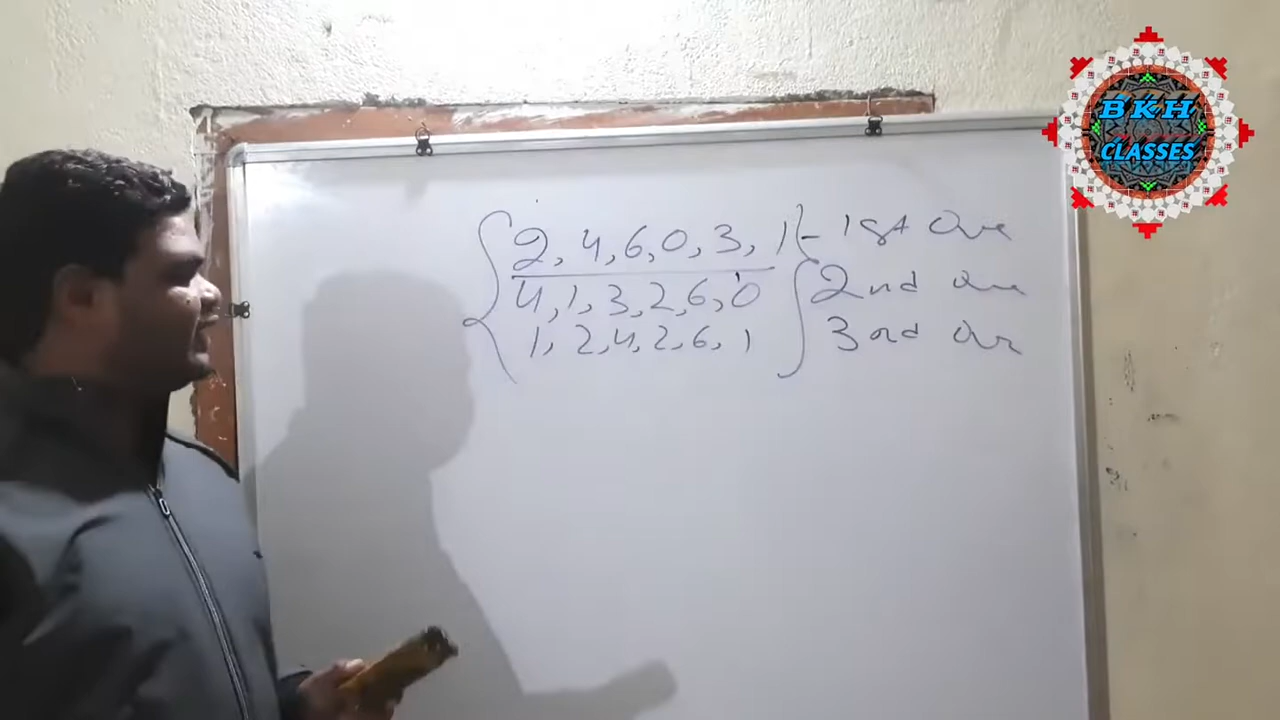 2, 4, 6, 0, 3, 1 - 1st Ove
4, 1, 3, 2, 6, 0 2nd ove
1, 2, 4, 2, 6, 1 3rd ov
BKH
CLASSES